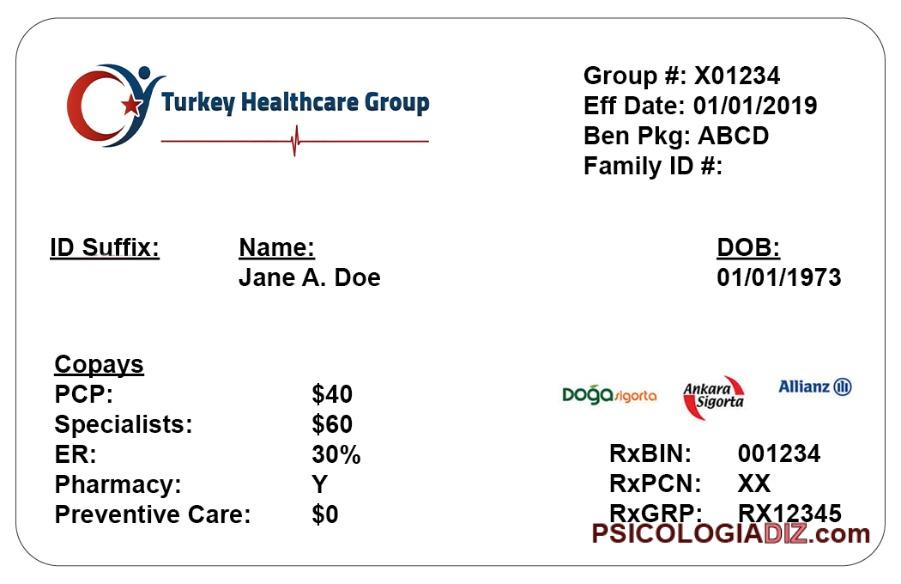 Turkey Healthcare Group
Group #: X01234
Eff Date: 01/01/2019
Ben Pkg: ABCD
Family ID #:
ID Suffix: Name: DOB:
Jane A. Doe 01/01/1973
Copays
PCP: $40
Specialists: $60
ER: 30%
Pharmacy: Y
Preventive Care: $0
DOĞA sigorta Ankara Sigorta Allianz
RxBIN: 001234
RxPCN: XX
RxGRP: RX12345
PSICOLOGIADIZ.com